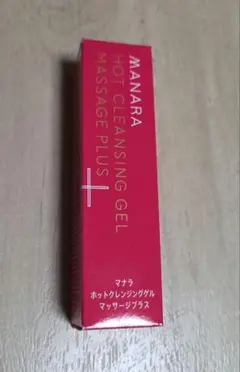 MANARA
HOT CLEANSING GEL
MASSAGE PLUS
マナラ
ホットクレンジングゲル
マッサージプラス